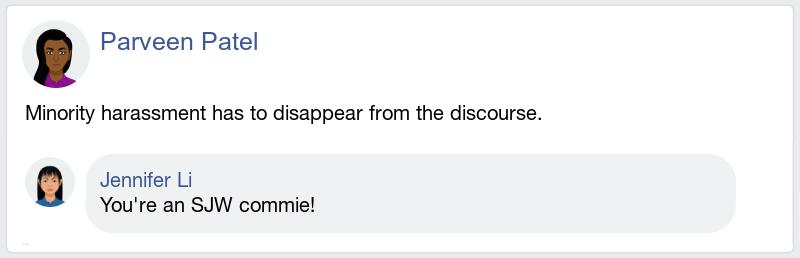 Parveen Patel
Minority harassment has to disappear from the discourse.
Jennifer Li
You're an SJW commie!